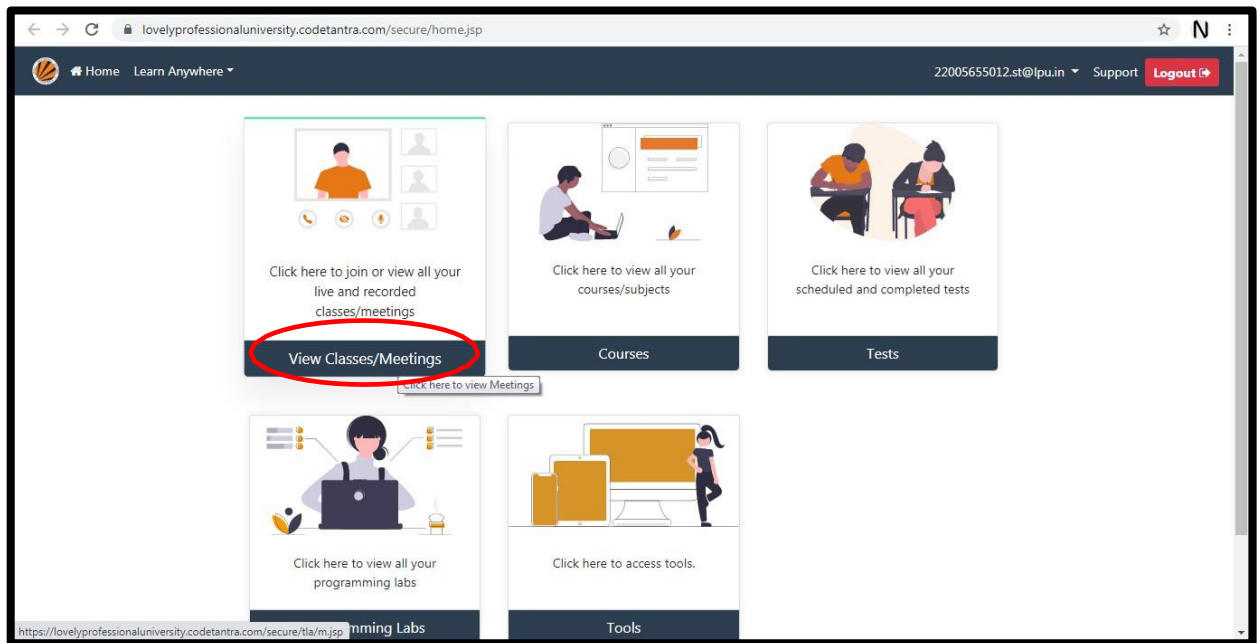 lovelyprofessionaluniversity.codetantra.com/secure/home.jsp
N
Home Learn Anywhere 22005655012.st@lpu.in Support Logout
Click here to join or view all your
live and recorded
classes/meetings
View Classes/Meetings
Click here to view Meetings
Click here to view all your
courses/subjects
Courses
Click here to view all your
scheduled and completed tests
Tests
Click here to view all your
programming labs
mming Labs
Click here to access tools.
Tools
https://lovelyprofessionaluniversity.codetantra.com/secure/tla/m.jsp